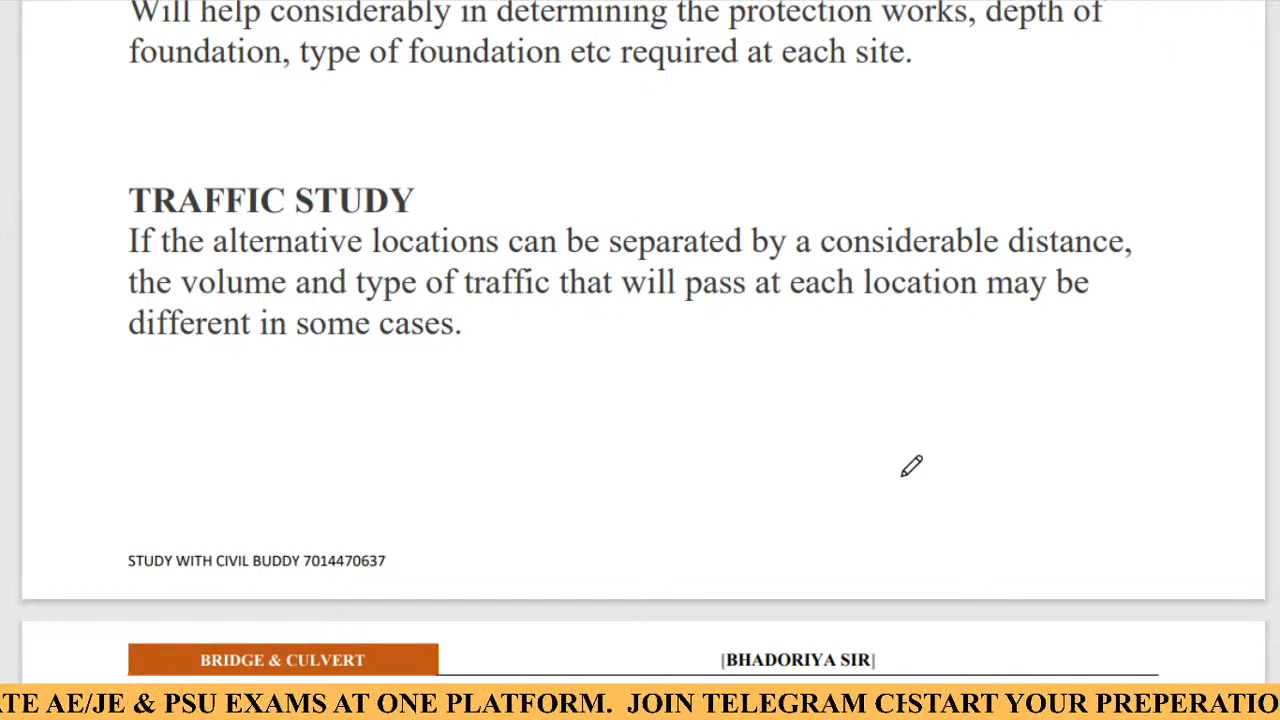 Will help considerably in determining the protection works, depth of
foundation, type of foundation etc required at each site.
TRAFFIC STUDY
If the alternative locations can be separated by a considerable distance,
the volume and type of traffic that will pass at each location may be
different in some cases.
STUDY WITH CIVIL BUDDY 7014470637
BRIDGE & CULVERT
[BHADORIYA SIR]
ATE AE/JE & PSU EXAMS AT ONE PLATFORM. JOIN TELEGRAM CHSTART YOUR PREPERATIO